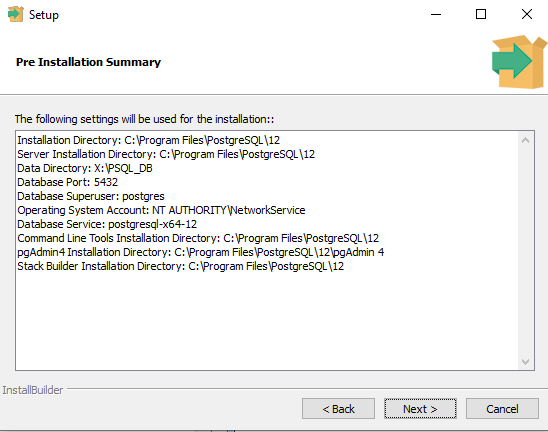 Setup
Pre Installation Summary
The following settings will be used for the installation::
Installation Directory: C:\Program Files\PostgreSQL\12
Server Installation Directory: C:\Program Files\PostgreSQL\12
Data Directory: X:\PSQL_DB
Database Port: 5432
Database Superuser: postgres
Operating System Account: NT AUTHORITY\NetworkService
Database Service: postgresql-x64-12
Command Line Tools Installation Directory: C:\Program Files\PostgreSQL\12
pgAdmin4 Installation Directory: C:\Program Files\PostgreSQL\12\pgAdmin 4
Stack Builder Installation Directory: C:\Program Files\PostgreSQL\12
InstallBuilder
< Back
Next >
Cancel